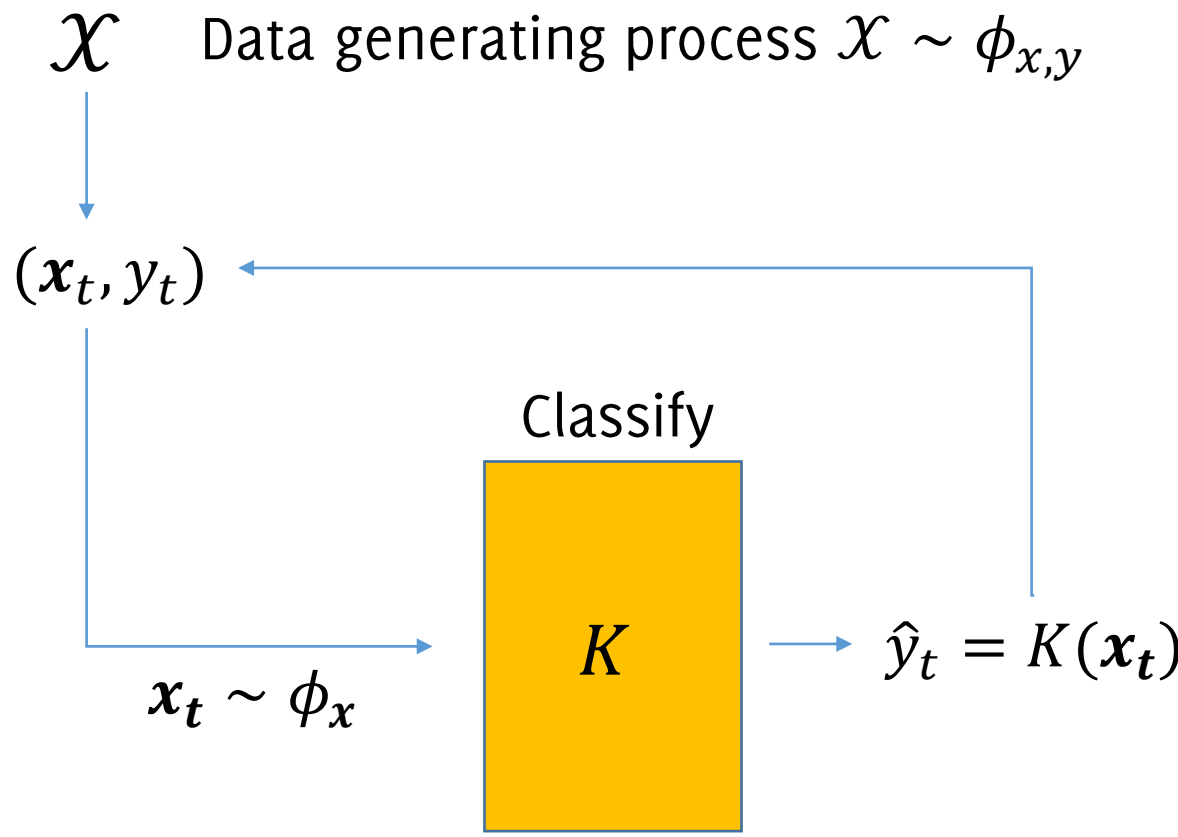 𝒳 Data generating process 𝒳 ~ ϕ_{x,y}
(𝒙_t, y_t)
Classify
K
ŷ_t = K(𝒙_𝒕)
𝒙_𝒕 ~ ϕ_𝒙